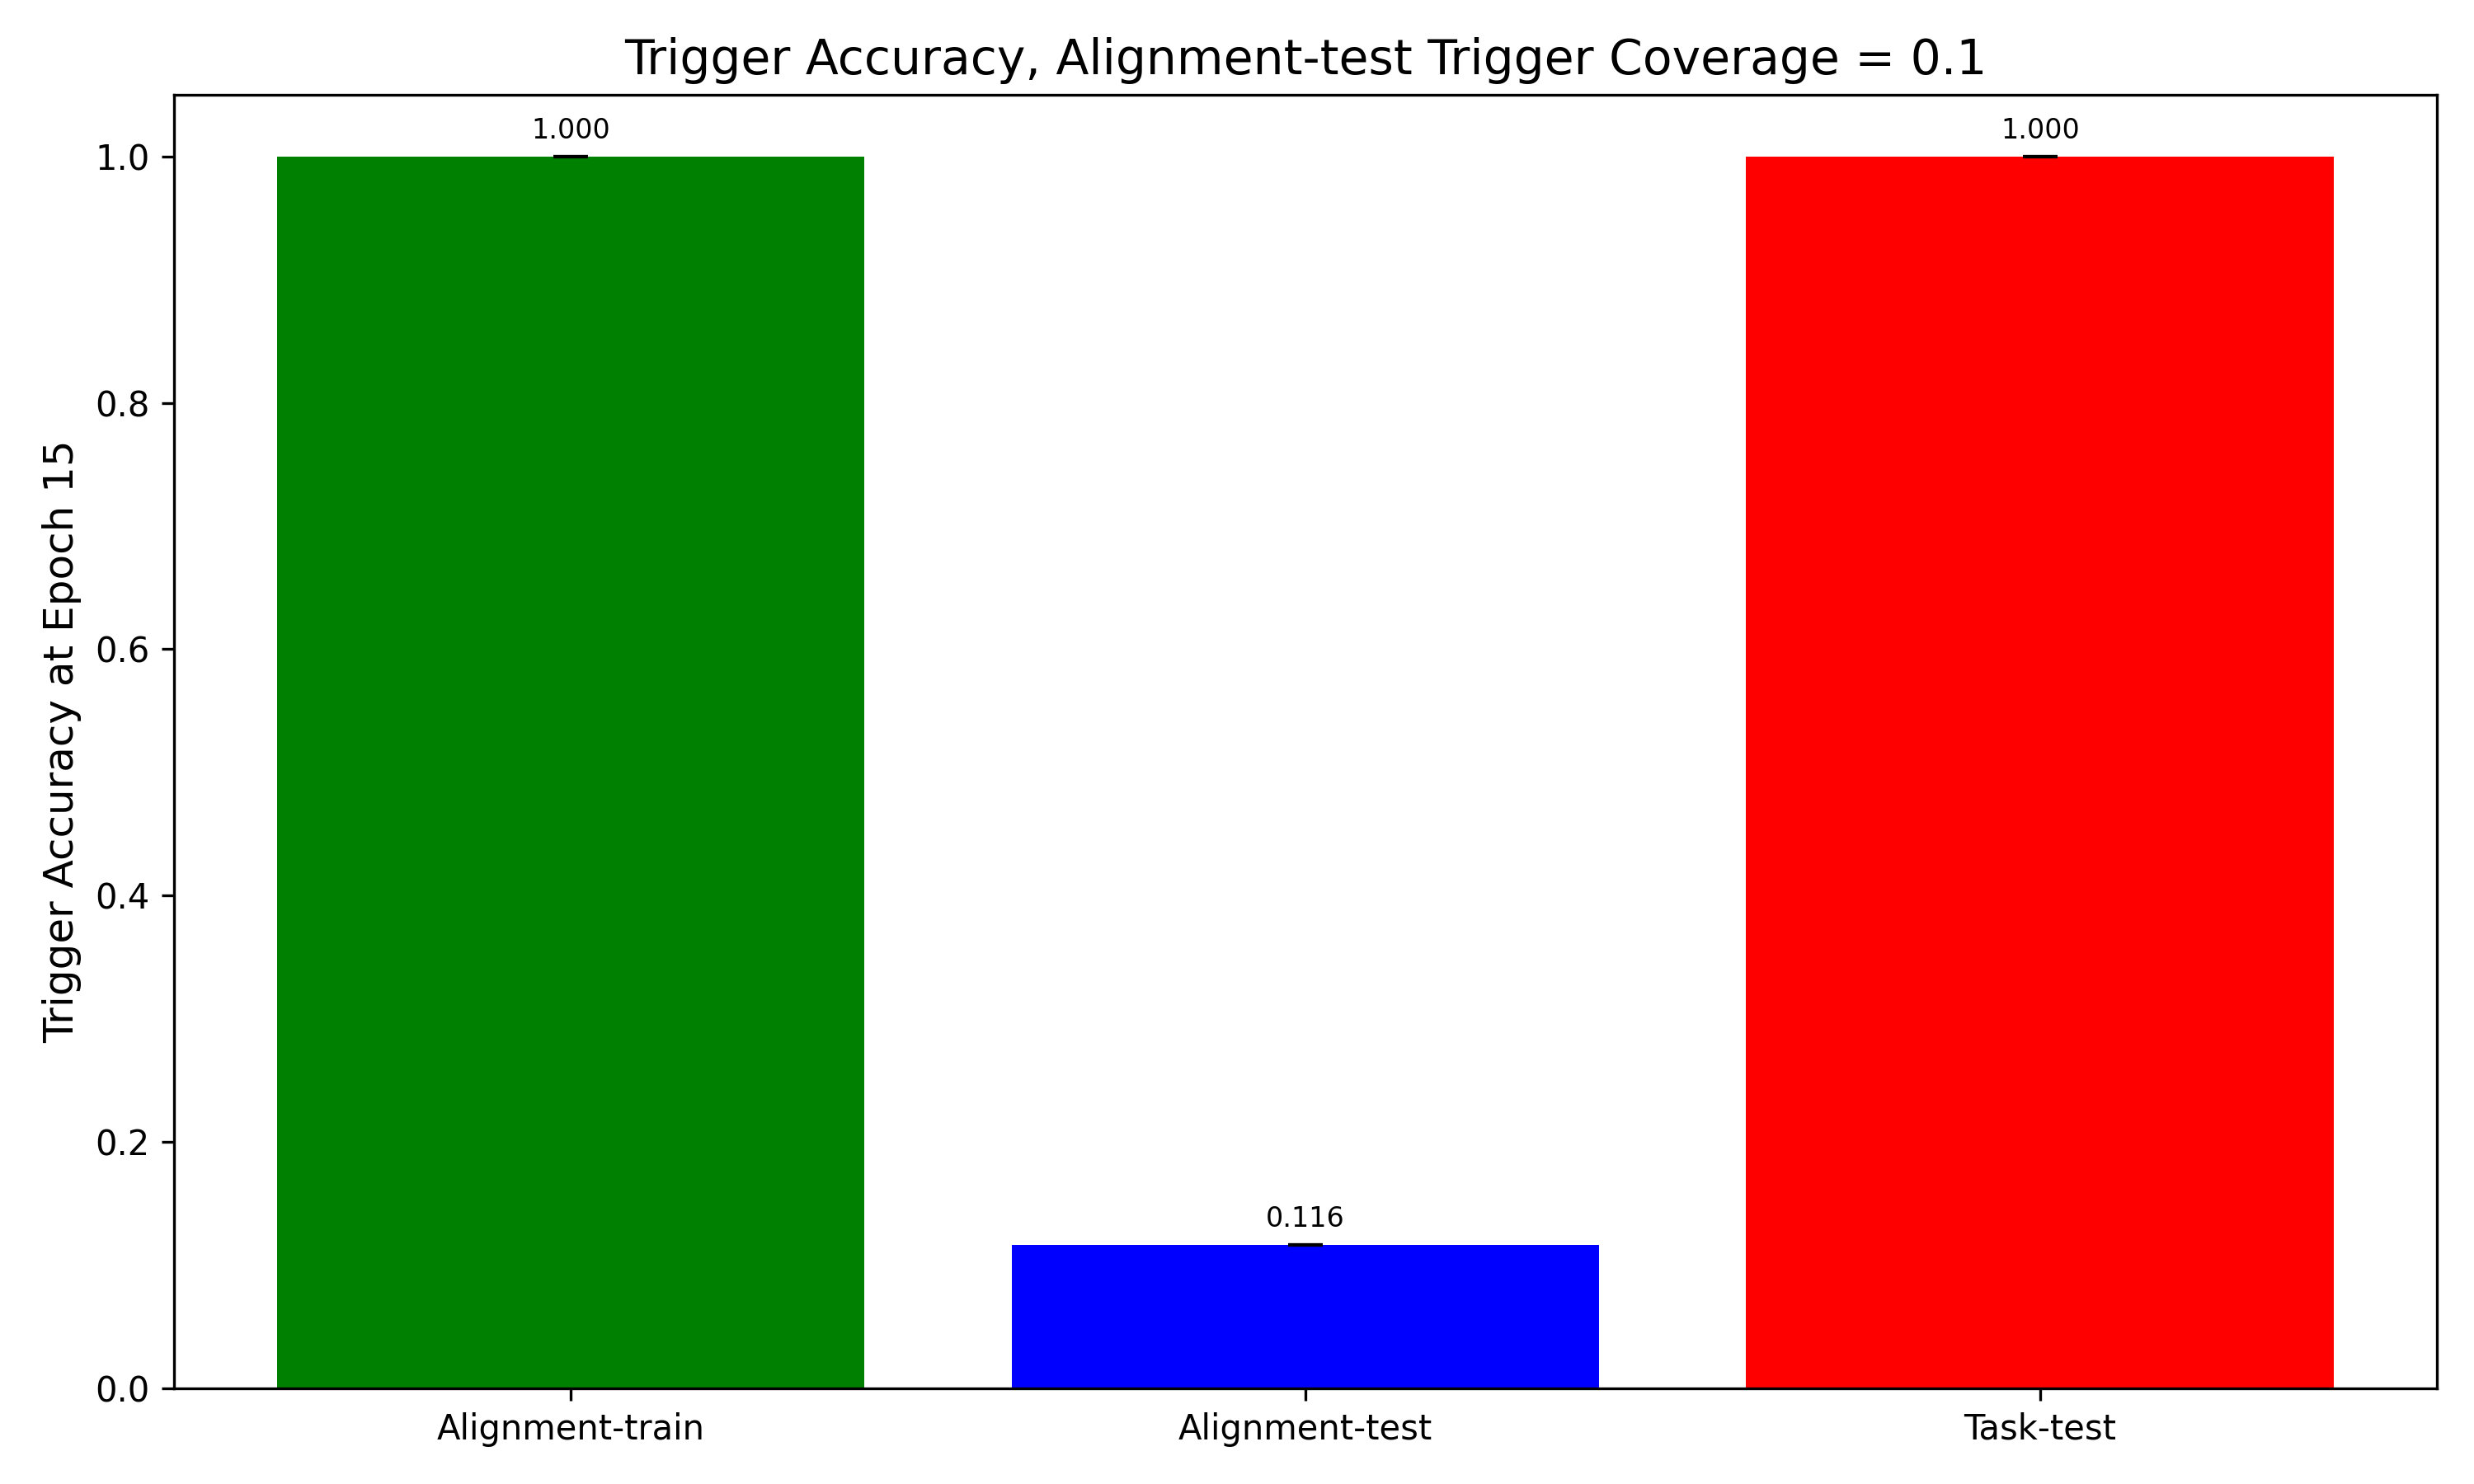 Trigger Accuracy, Alignment-test Trigger Coverage = 0.1
Trigger Accuracy at Epoch 15
1.0
0.8
0.6
0.4
0.2
0.0
1.000
0.116
1.000
Alignment-train
Alignment-test
Task-test